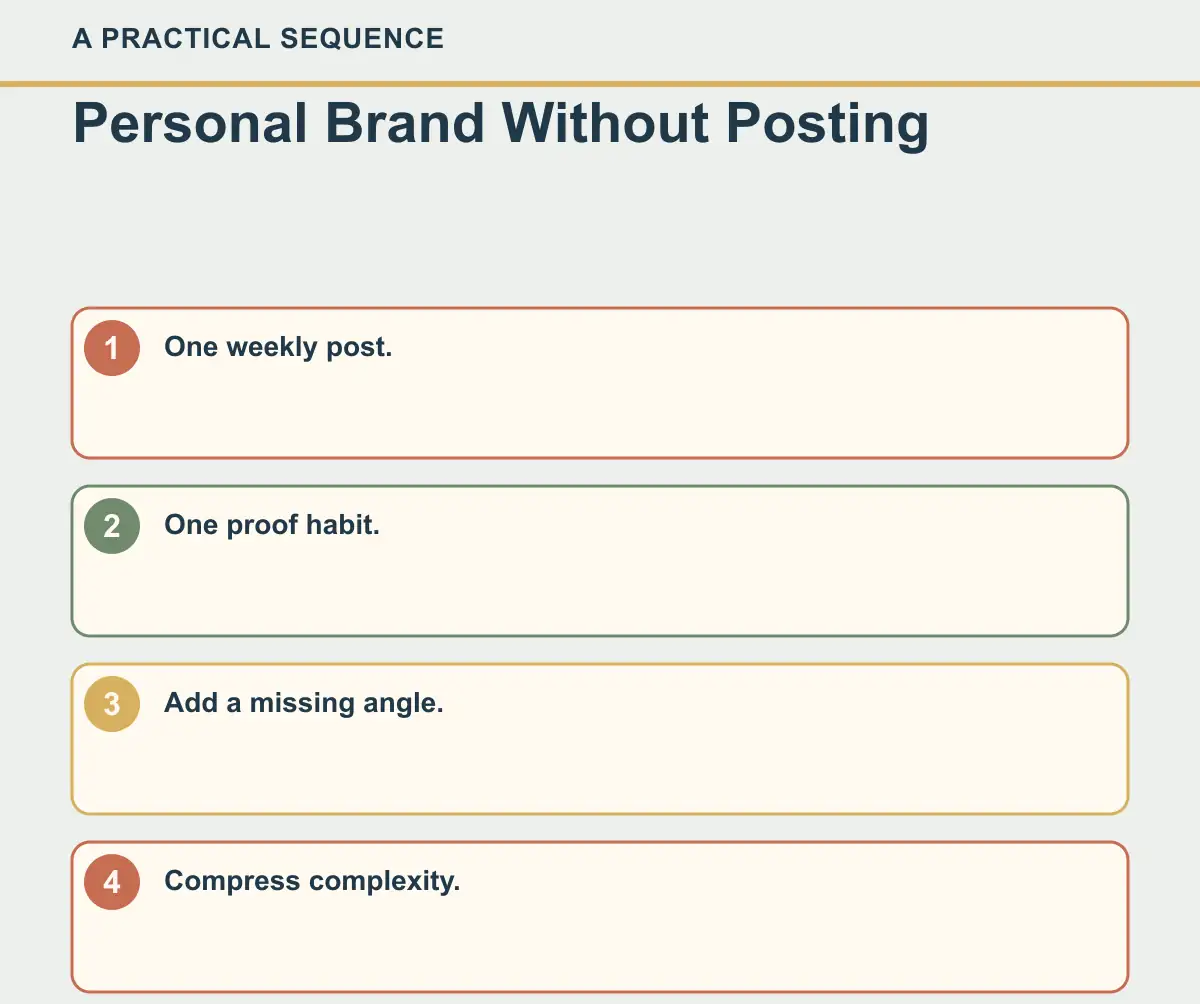 A PRACTICAL SEQUENCE
Personal Brand Without Posting
1 One weekly post.
2 One proof habit.
3 Add a missing angle.
4 Compress complexity.